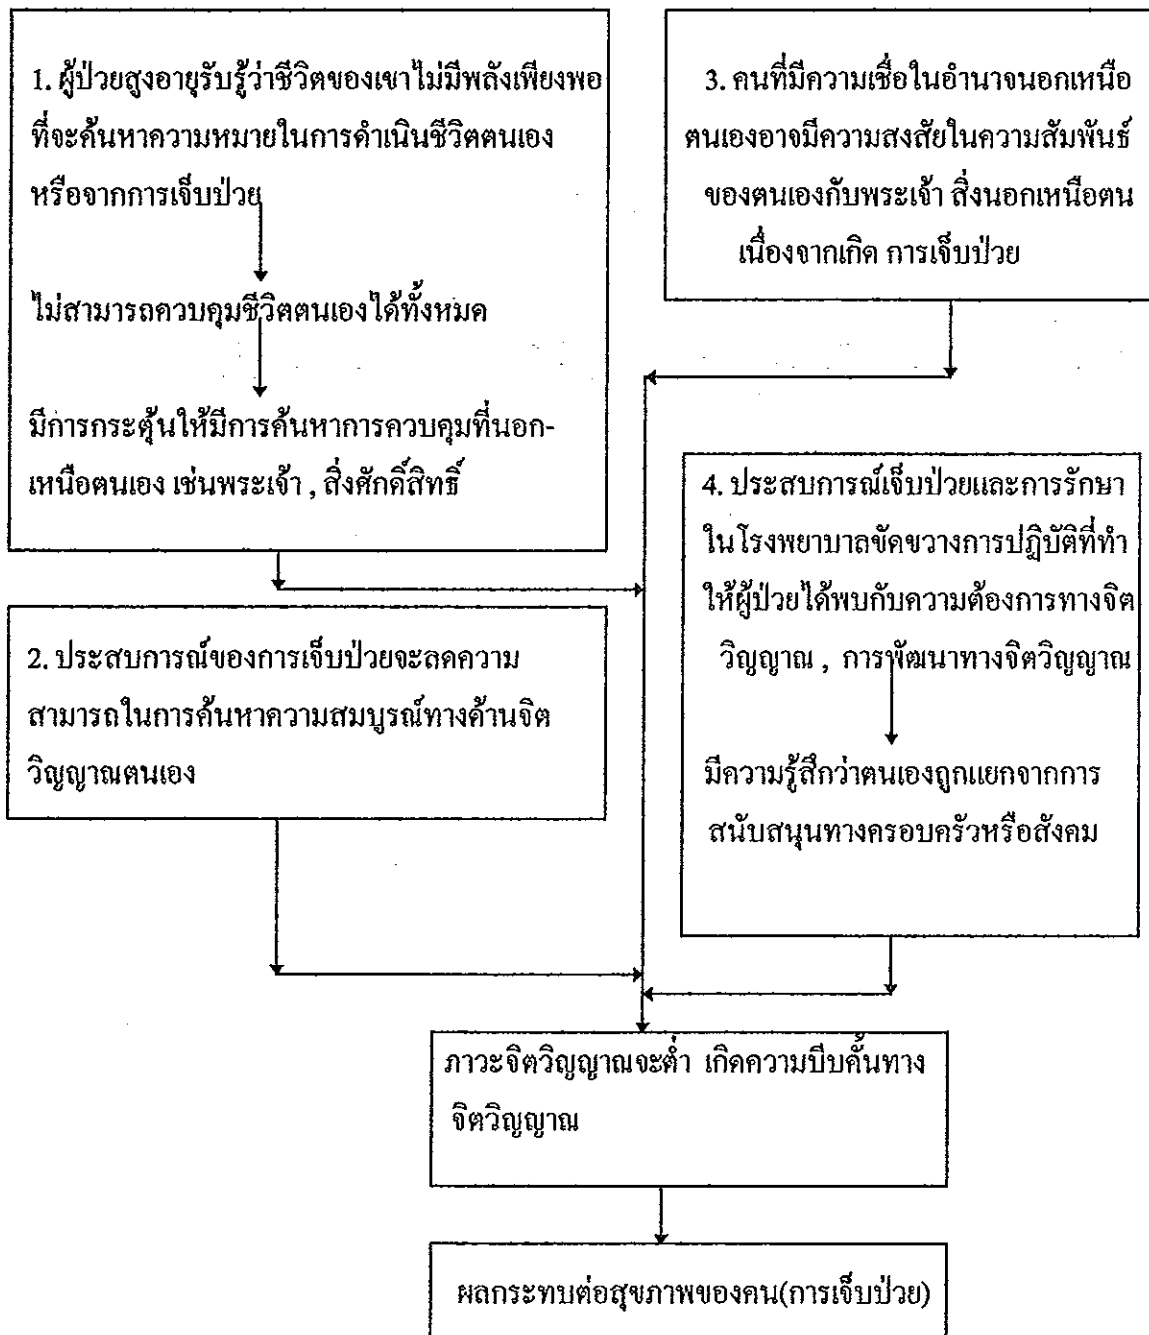 1. ผู้ป่วยสูงอายุรับรู้ว่าชีวิตของเขาไม่มีพลังเพียงพอ
ที่จะค้นหาความหมายในการดำเนินชีวิตตนเอง
หรือจากการเจ็บป่วย
ไม่สามารถควบคุมชีวิตตนเองได้ทั้งหมด
มีการกระตุ้นให้มีการค้นหาการควบคุมที่นอก-
เหนือตนเอง เช่นพระเจ้า , สิ่งศักดิ์สิทธิ์
2. ประสบการณ์ของการเจ็บป่วยจะลดความ
สามารถในการค้นหาความสมบูรณ์ทางด้านจิต
วิญญาณตนเอง
3. คนที่มีความเชื่อในอำนาจนอกเหนือ
ตนเองอาจมีความสงสัยในความสัมพันธ์
ของตนเองกับพระเจ้า สิ่งนอกเหนือตน
เนื่องจากเกิด การเจ็บป่วย
4. ประสบการณ์เจ็บป่วยและการรักษา
ในโรงพยาบาลขัดขวางการปฏิบัติที่ทำ
ให้ผู้ป่วยได้พบกับความต้องการทางจิต
วิญญาณ , การพัฒนาทางจิตวิญญาณ
มีความรู้สึกว่าตนเองถูกแยกจากการ
สนับสนุนทางครอบครัวหรือสังคม
ภาวะจิตวิญญาณจะต่ำ เกิดความบีบคั้นทาง
จิตวิญญาณ
ผลกระทบต่อสุขภาพของคน(การเจ็บป่วย)